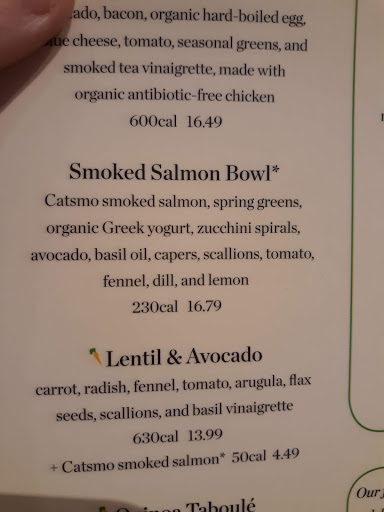 bacon, organic hard-boiled egg,
cheese, tomato, seasonal greens, and
smoked tea vinaigrette, made with
organic antibiotic-free chicken
600cal 16.49
Smoked Salmon Bowl*
Catsmo smoked salmon, spring greens,
organic Greek yogurt, zucchini spirals,
avocado, basil oil, capers, scallions, tomato,
fennel, dill, and lemon
230cal 16.79
Lentil & Avocado
carrot, radish, fennel, tomato, arugula, flax
seeds, scallions, and basil vinaigrette
630cal 13.99
+ Catsmo smoked salmon* 50cal 4.49
Quinoa Taboulé
Our